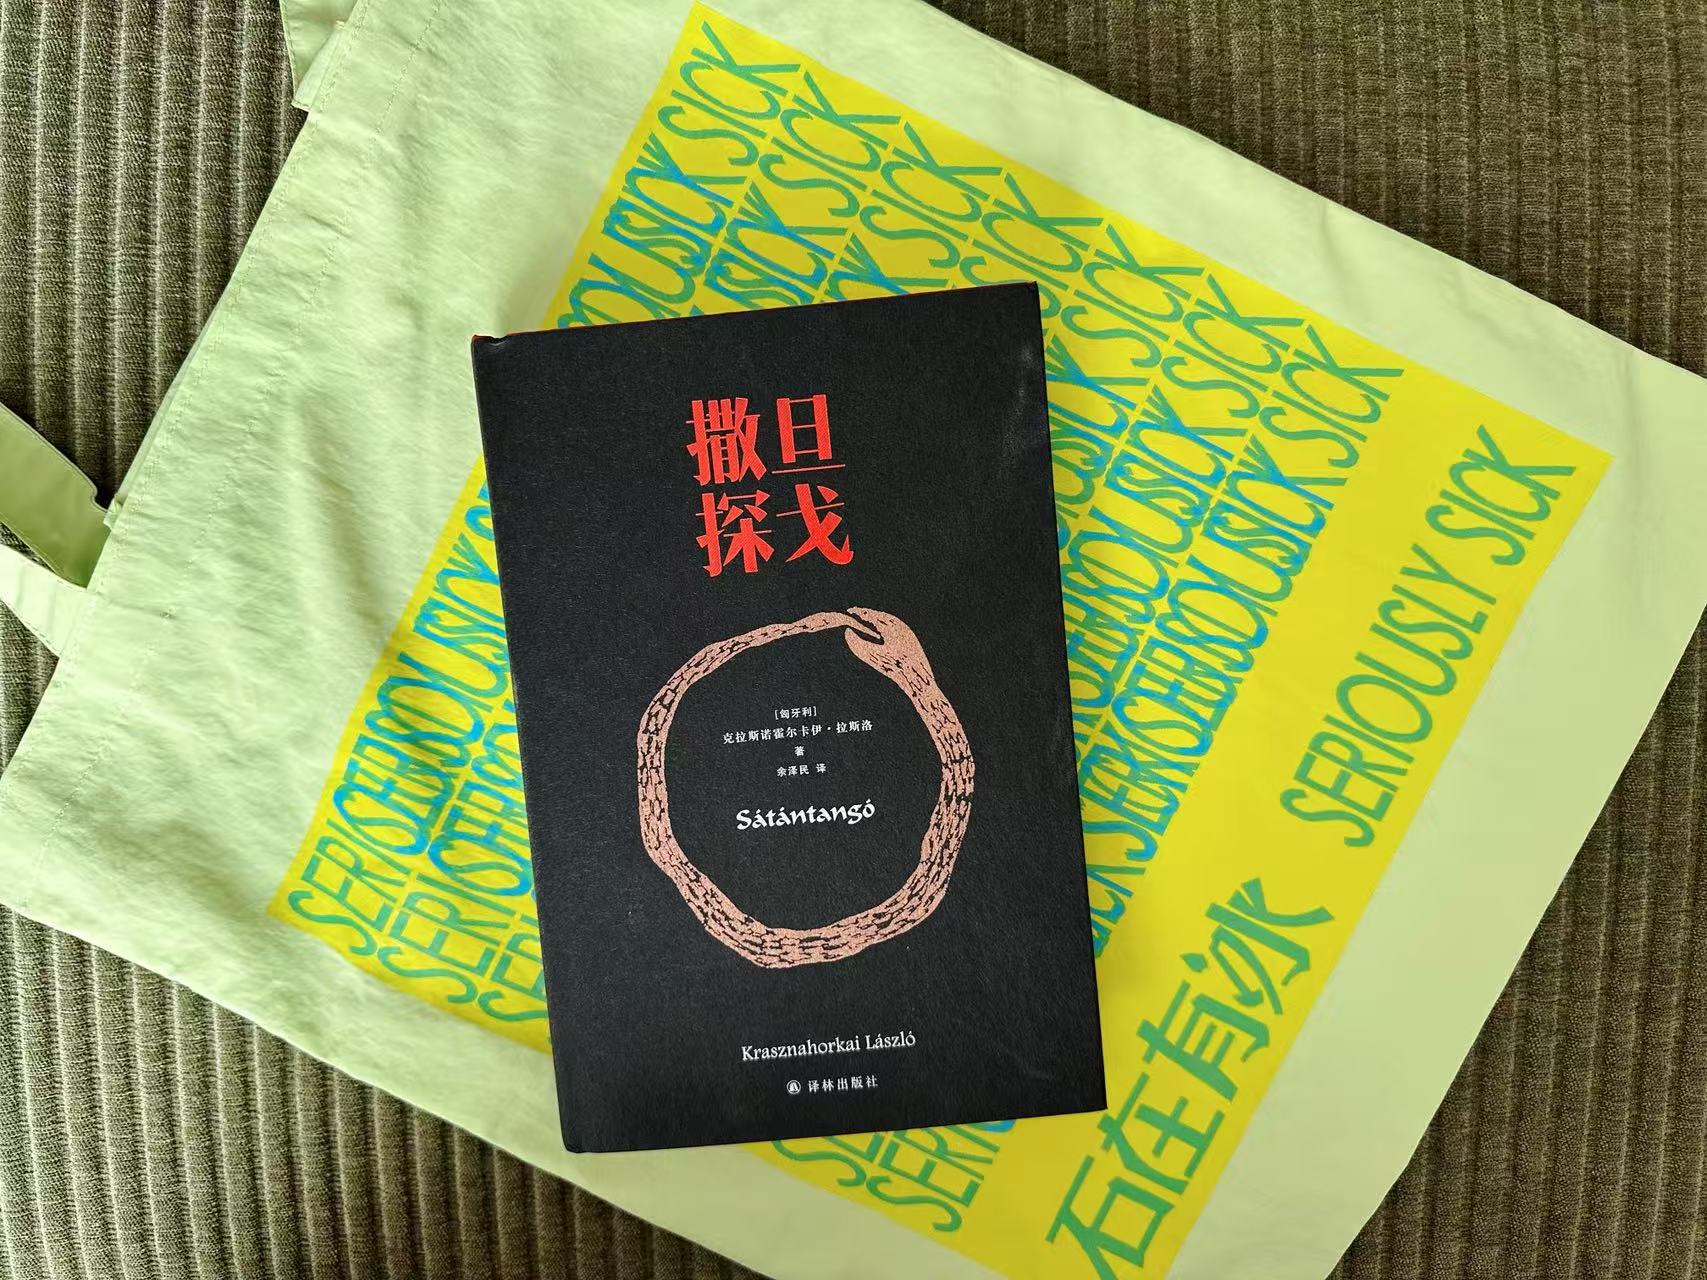 撒旦
探戈
[匈牙利]
克拉斯诺霍尔卡伊·拉斯洛
著
余泽民 译
Sátántangó
Krasznahorkai László
译林出版社
SERIOUSLY SICK
石在有冰